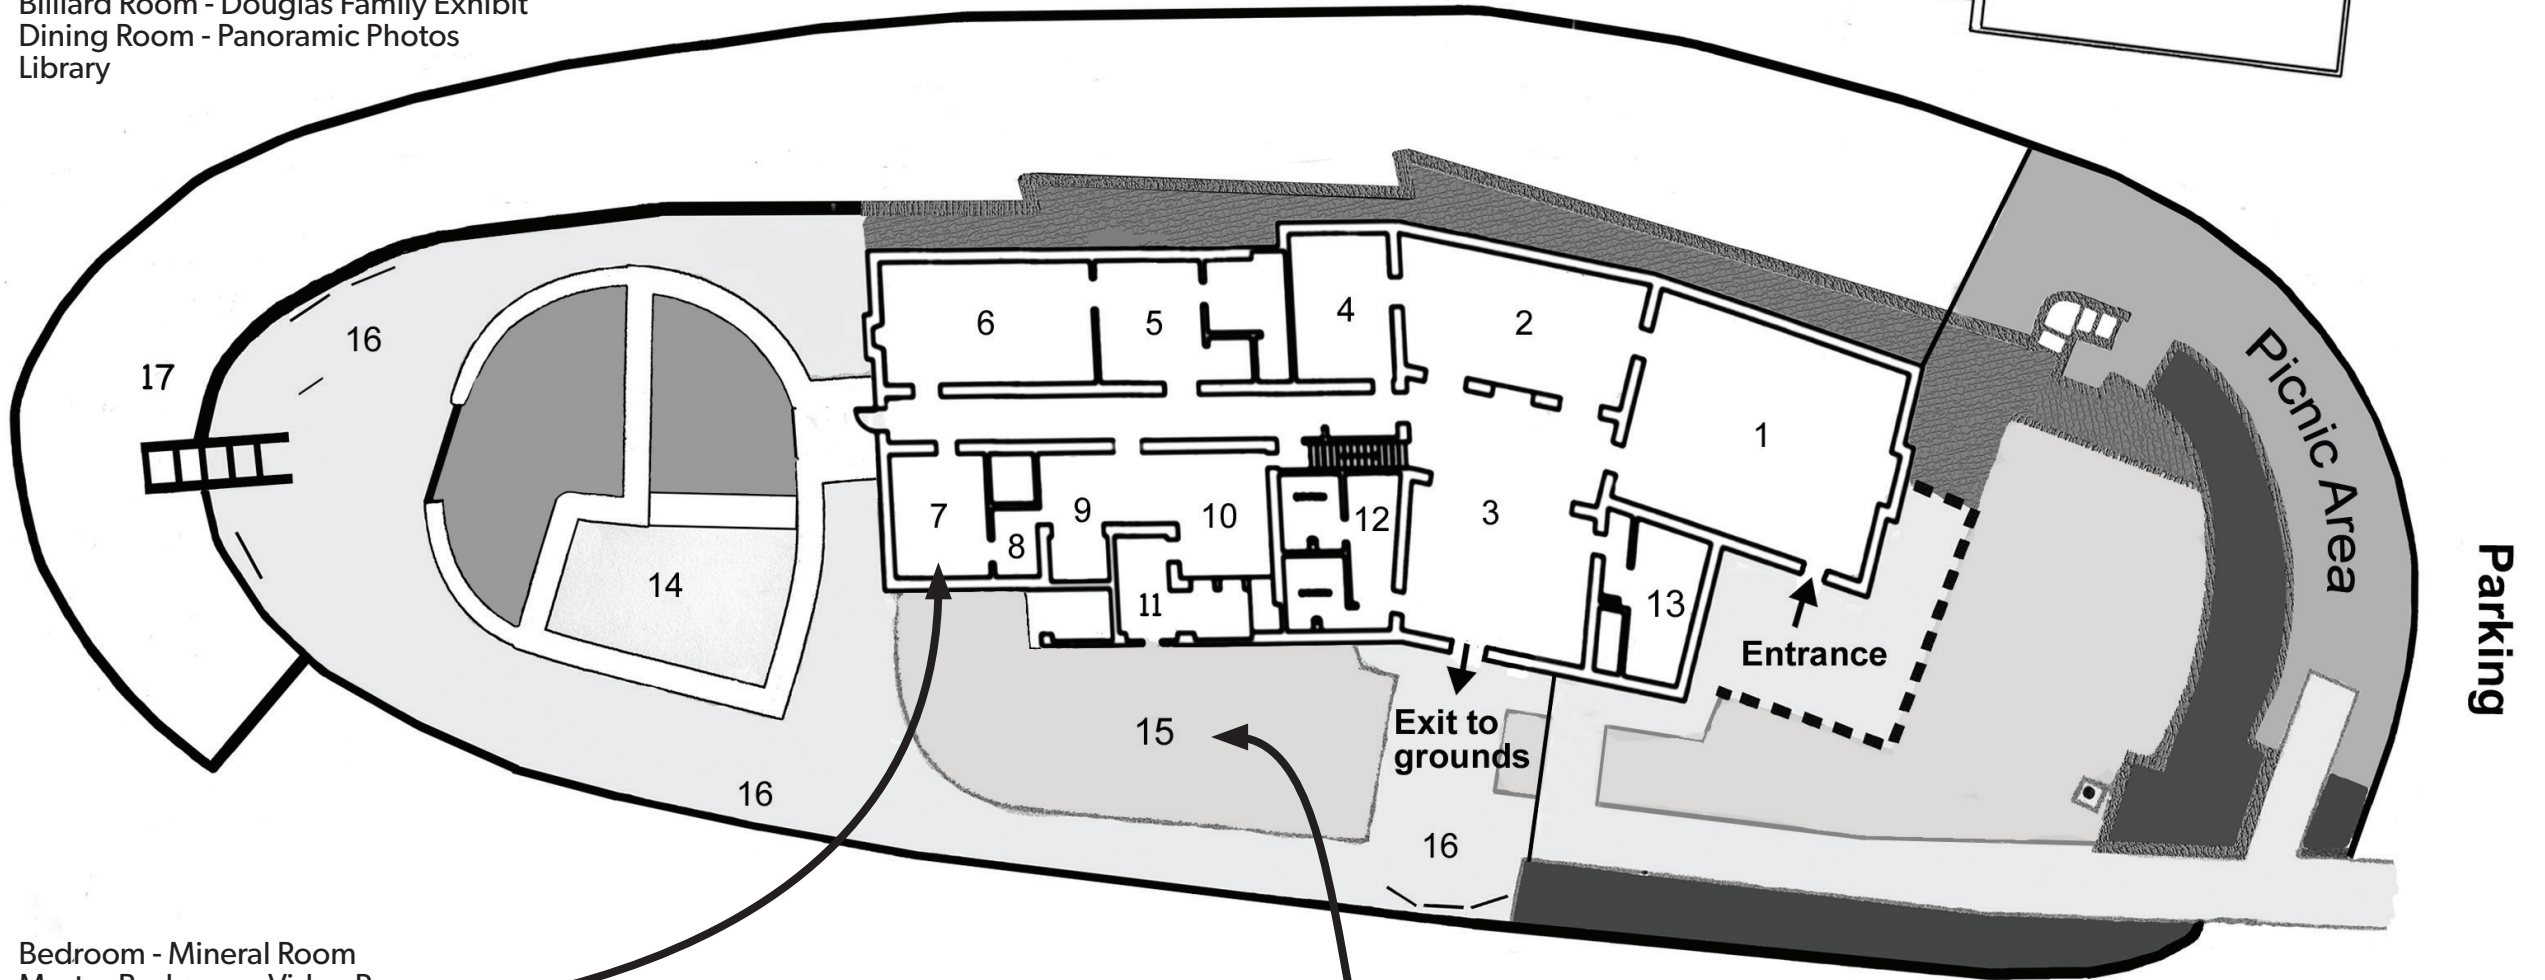 Billiard Room - Douglas Family Exhibit
Dining Room - Panoramic Photos
Library
4
2
6
5
16
17
1
Picnic Area
7
9
10
12
3
8
14
11
13
Parking
Entrance
15
Exit to
grounds
16
16
Bedroom - Mineral Room